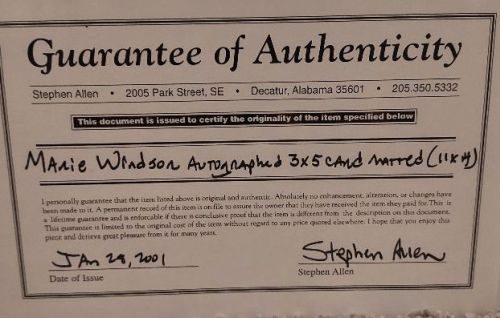 Guarantee of Authenticity
Stephen Allen • 2005 Park Street, SE • Decatur, Alabama 35601 • 205.350.5332
This document is issued to certify the originality of the item specified below
MArie Windsor Autographed 3x5 card matted (11x14)
I personally guarantee that the item listed above is original and authentic. Absolutely no enhancement, alteration, or changes have
been made to it. A permanent record of this item is on file to assure the owner that they have received the item they paid for. This is
a lifetime guarantee and is enforceable if there is conclusive proof that the item is different from the description on this document.
This guarantee is limited to the original cost of the item without regard to any price quoted elsewhere. I hope that you enjoy this
piece and derieve great pleasure from it for many years.
JAn 28, 2001 Stephen Allen
Date of Issue Stephen Allen